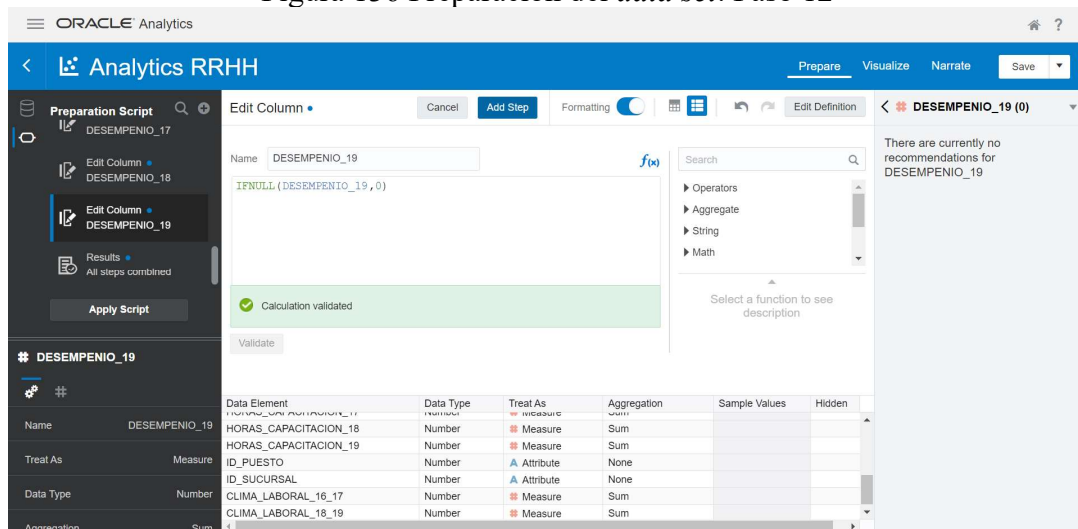 ORACLE Analytics
?
Analytics RRHH
Prepare Visualize Narrate Save
Preparation Script
DESEMPENIO_17
Edit Column
DESEMPENIO_18
Edit Column
DESEMPENIO_19
Results
All steps combined
Apply Script
# DESEMPENIO_19
#
Name DESEMPENIO_19
Treat As Measure
Data Type Number
Aggregation Sum
Edit Column
Cancel Add Step Formatting Edit Definition
Name DESEMPENIO_19 f(x)
IFNULL(DESEMPENIO_19,0)
Calculation validated
Validate
Search
Operators
Aggregate
String
Math
Select a function to see
description
Data Element Data Type Treat As Aggregation Sample Values Hidden
HORAS_CAPACITACION_17 Number # Measure Sum
HORAS_CAPACITACION_18 Number # Measure Sum
HORAS_CAPACITACION_19 Number # Measure Sum
ID_PUESTO Number A Attribute None
ID_SUCURSAL Number A Attribute None
CLIMA_LABORAL_16_17 Number # Measure Sum
CLIMA_LABORAL_18_19 Number # Measure Sum
# DESEMPENIO_19 (0)
There are currently no
recommendations for
DESEMPENIO_19